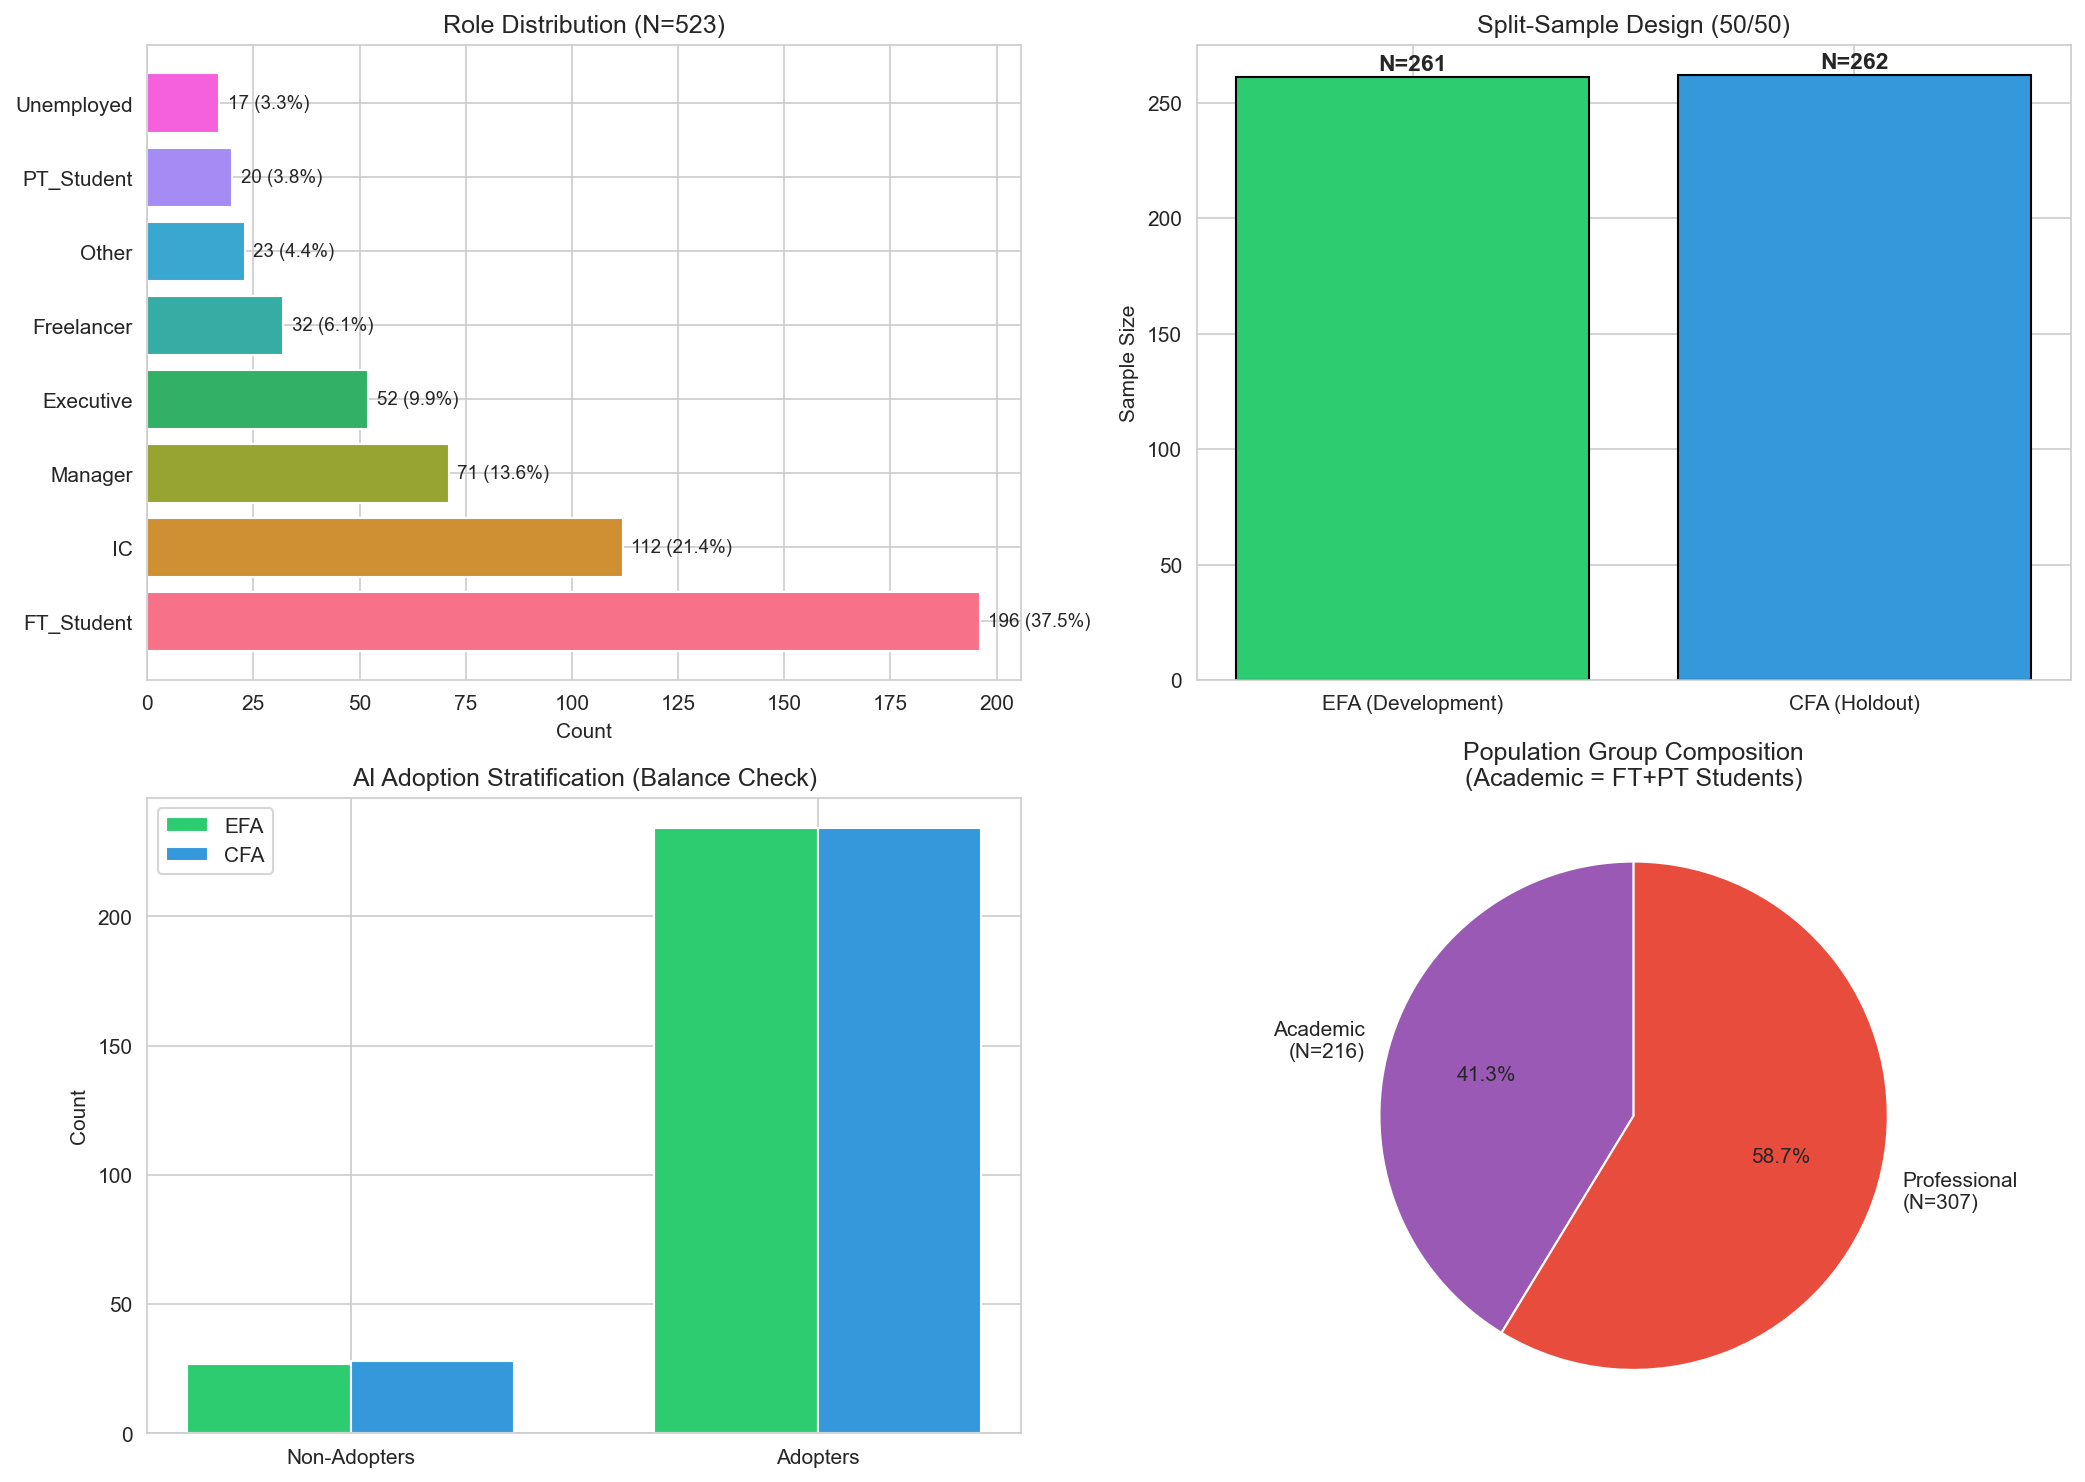 Role Distribution (N=523)
Unemployed
17 (3.3%)
PT_Student
20 (3.8%)
Other
23 (4.4%)
Freelancer
32 (6.1%)
Executive
52 (9.9%)
Manager
71 (13.6%)
IC
112 (21.4%)
FT_Student
196 (37.5%)
0 25 50 75 100 125 150 175 200
Count
Split-Sample Design (50/50)
N=261
N=262
250
200
150
100
50
0
Sample Size
EFA (Development)
CFA (Holdout)
AI Adoption Stratification (Balance Check)
EFA
CFA
200
150
100
50
0
Count
Non-Adopters
Adopters
Population Group Composition
(Academic = FT+PT Students)
Academic
(N=216)
41.3%
58.7%
Professional
(N=307)